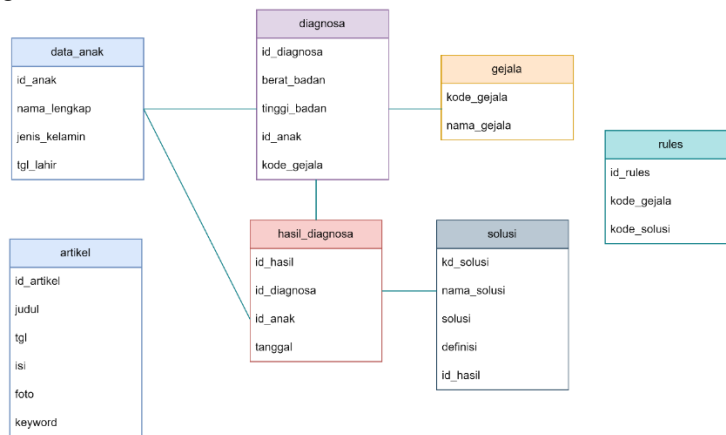 diagnosa
id_diagnosa
berat_badan
tinggi_badan
id_anak
kode_gejala
data_anak
id_anak
nama_lengkap
jenis_kelamin
tgl_lahir
gejala
kode_gejala
nama_gejala
rules
id_rules
kode_gejala
kode_solusi
hasil_diagnosa
id_hasil
id_diagnosa
id_anak
tanggal
solusi
kd_solusi
nama_solusi
solusi
definisi
id_hasil
artikel
id_artikel
judul
tgl
isi
foto
keyword